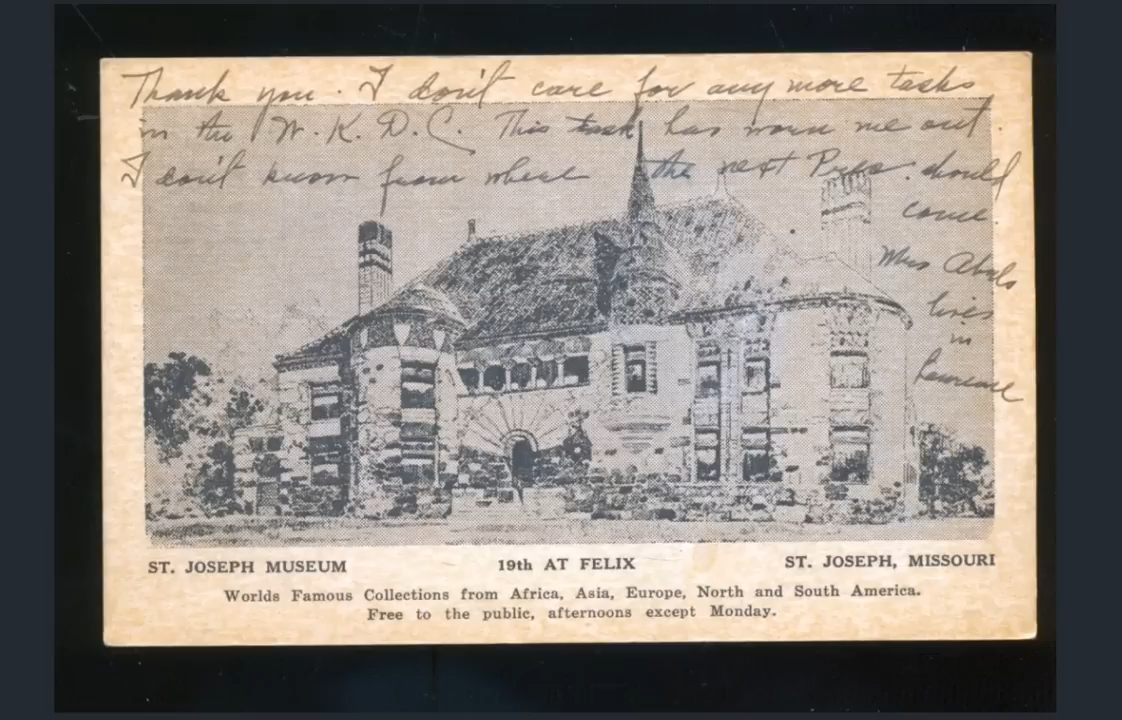 Thank you. I don't care for any more tasks
in the W.K.D.C. This task has worn me out.
I don't know from where the next Pres. should
come.
Mrs
lives
in
Lawrence
ST. JOSEPH MUSEUM 19th AT FELIX ST. JOSEPH, MISSOURI
Worlds Famous Collections from Africa, Asia, Europe, North and South America.
Free to the public, afternoons except Monday.